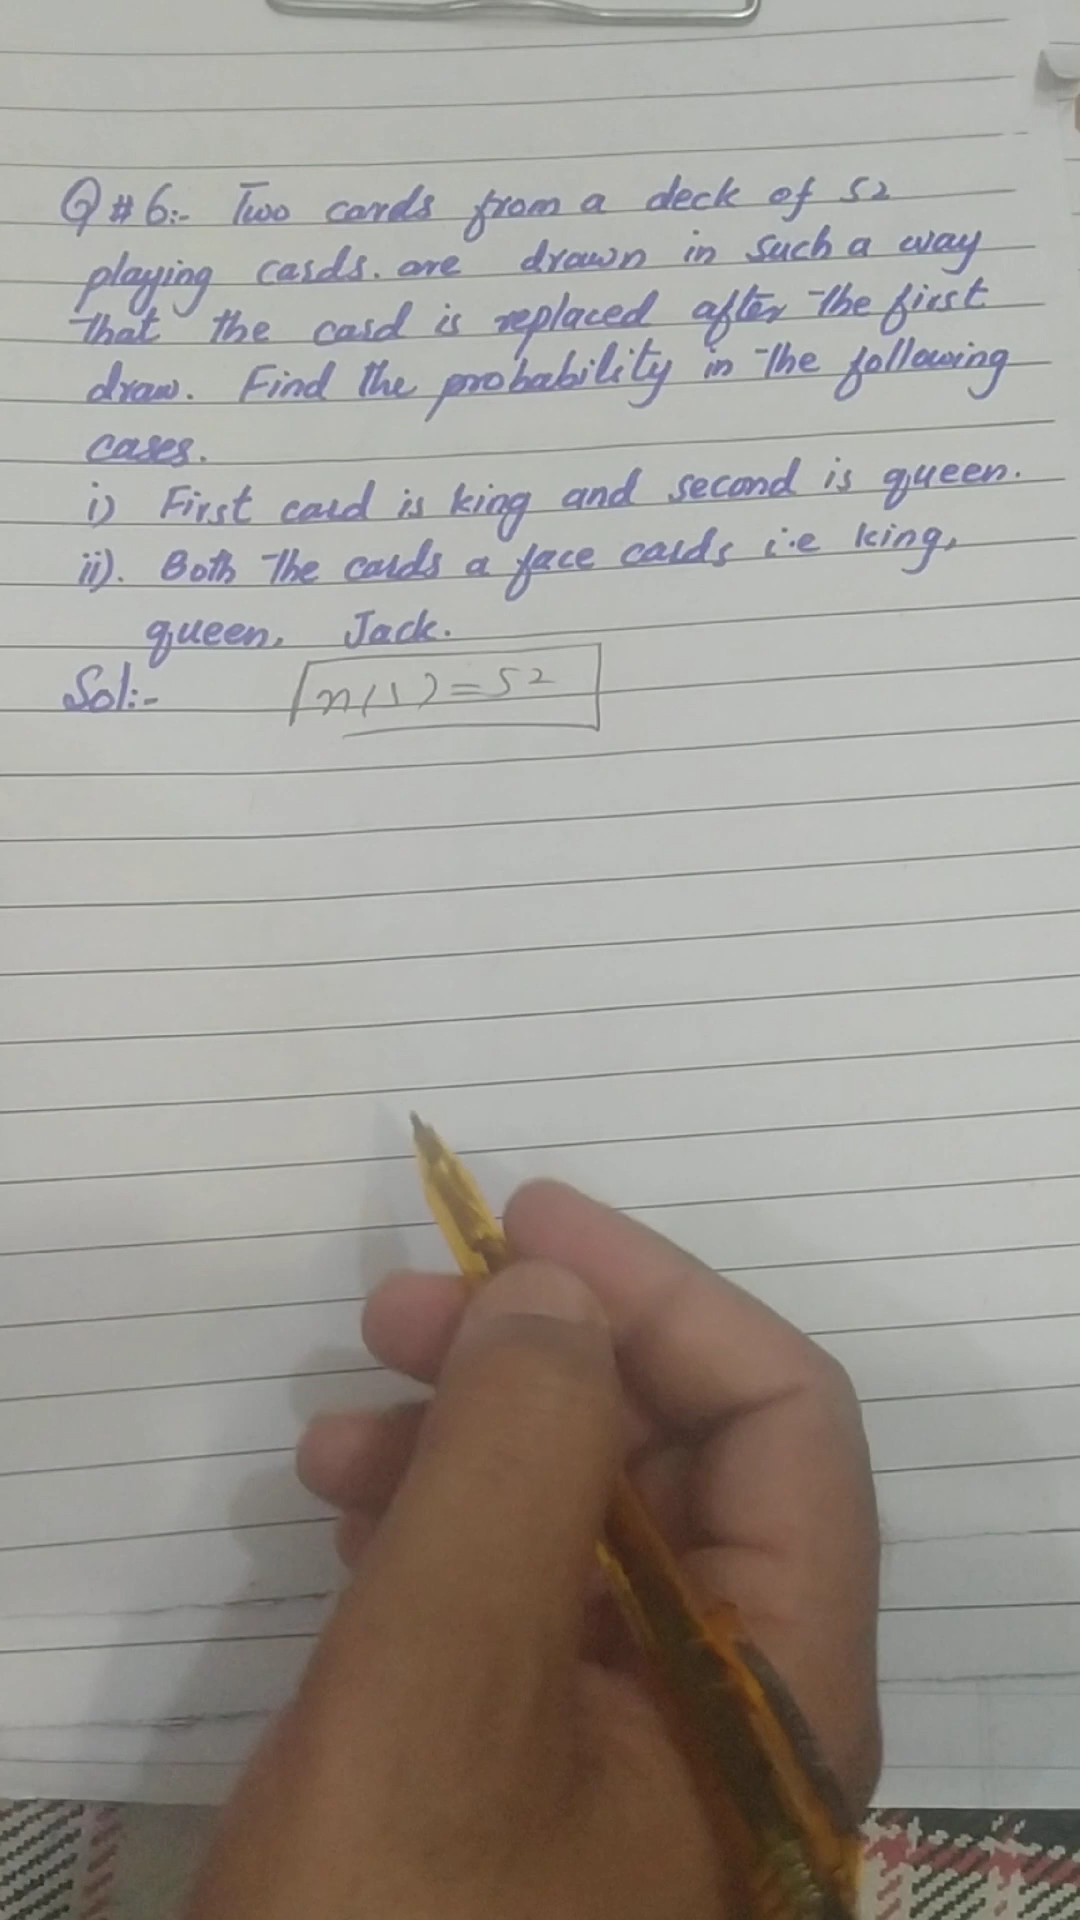 Q#6:- Two cards from a deck of 52
playing cards. are drawn in such a way
that the card is replaced after the first
draw. Find the probability in the following
cases.
i) First card is king and second is queen.
ii). Both the cards a face cards i.e king,
queen, Jack.
Sol:- n(s)=52